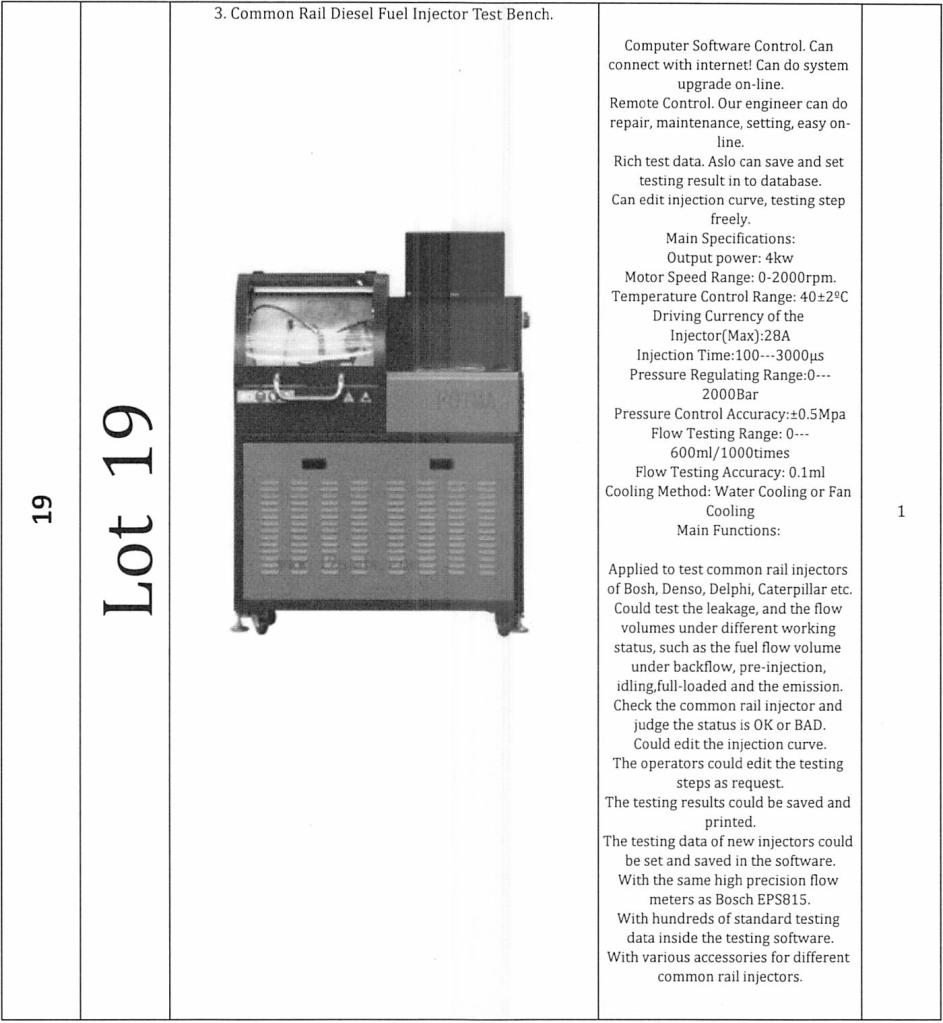 19
Lot 19
3. Common Rail Diesel Fuel Injector Test Bench.
Computer Software Control. Can
connect with internet! Can do system
upgrade on-line.
Remote Control. Our engineer can do
repair, maintenance, setting, easy on-
line.
Rich test data. Aslo can save and set
testing result in to database.
Can edit injection curve, testing step
freely.
Main Specifications:
Output power: 4kw
Motor Speed Range: 0-2000rpm.
Temperature Control Range: 40±2ºC
Driving Currency of the
Injector(Max):28A
Injection Time:100---3000μs
Pressure Regulating Range:0---
2000Bar
Pressure Control Accuracy:±0.5Mpa
Flow Testing Range: 0---
600ml/1000times
Flow Testing Accuracy: 0.1ml
Cooling Method: Water Cooling or Fan
Cooling
Main Functions:
Applied to test common rail injectors
of Bosh, Denso, Delphi, Caterpillar etc.
Could test the leakage, and the flow
volumes under different working
status, such as the fuel flow volume
under backflow, pre-injection,
idling,full-loaded and the emission.
Check the common rail injector and
judge the status is OK or BAD.
Could edit the injection curve.
The operators could edit the testing
steps as request.
The testing results could be saved and
printed.
The testing data of new injectors could
be set and saved in the software.
With the same high precision flow
meters as Bosch EPS815.
With hundreds of standard testing
data inside the testing software.
With various accessories for different
common rail injectors.
1